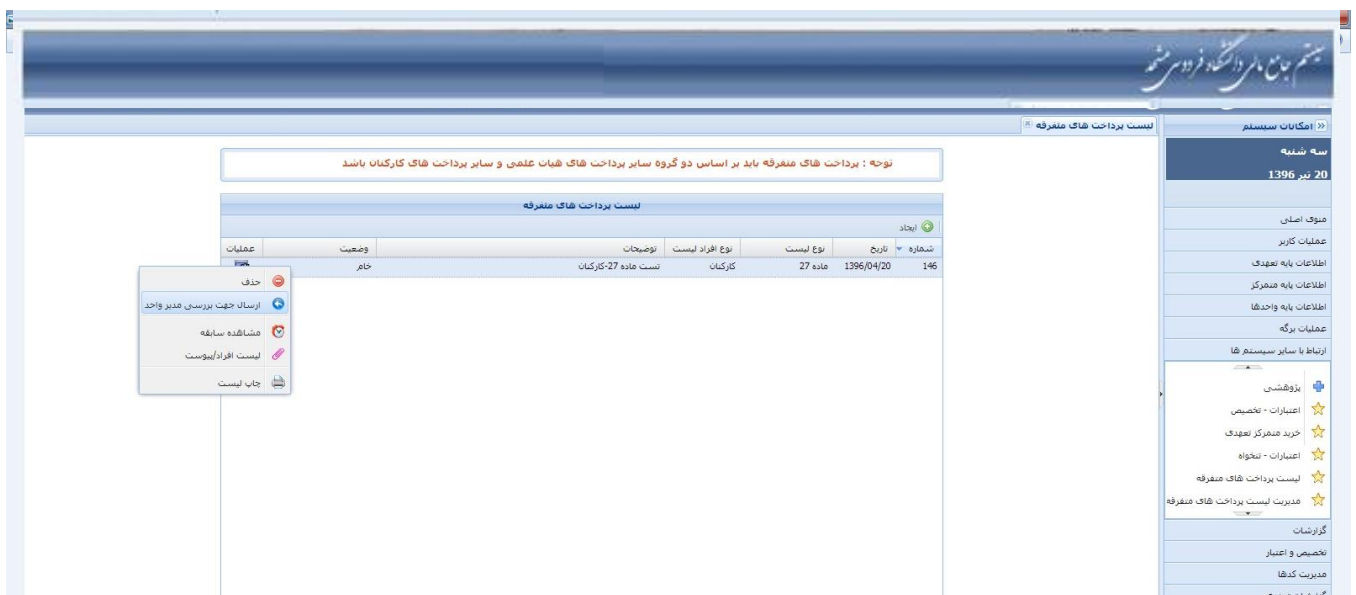 سیستم جامع مالی دانشگاه فردوسی مشهد
امکانات سیستم
لیست پرداخت های متفرقه
سه شنبه
20 تیر 1396
توجه : پرداخت های متفرقه باید بر اساس دو گروه سایر پرداخت های هیات علمی و سایر پرداخت های کارکنان باشد
لیست پرداخت های متفرقه
ایجاد
شماره تاریخ نوع لیست نوع افراد لیست توضیحات وضعیت عملیات
146 1396/04/20 ماده 27 کارکنان تست ماده 27-کارکنان خام
حذف
ارسال جهت بررسی مدیر واحد
مشاهده سابقه
لیست افراد/پیوست
چاپ لیست
منوی اصلی
عملیات کاربر
اطلاعات پایه تعهدی
اطلاعات پایه متمرکز
اطلاعات پایه واحدها
عملیات برگه
ارتباط با سایر سیستم ها
پژوهشی
اعتبارات - تخصیص
خرید متمرکز تعهدی
اعتبارات - تنخواه
لیست پرداخت های متفرقه
مدیریت لیست پرداخت های متفرقه
گزارشات
تخصیص و اعتبار
مدیریت کدها